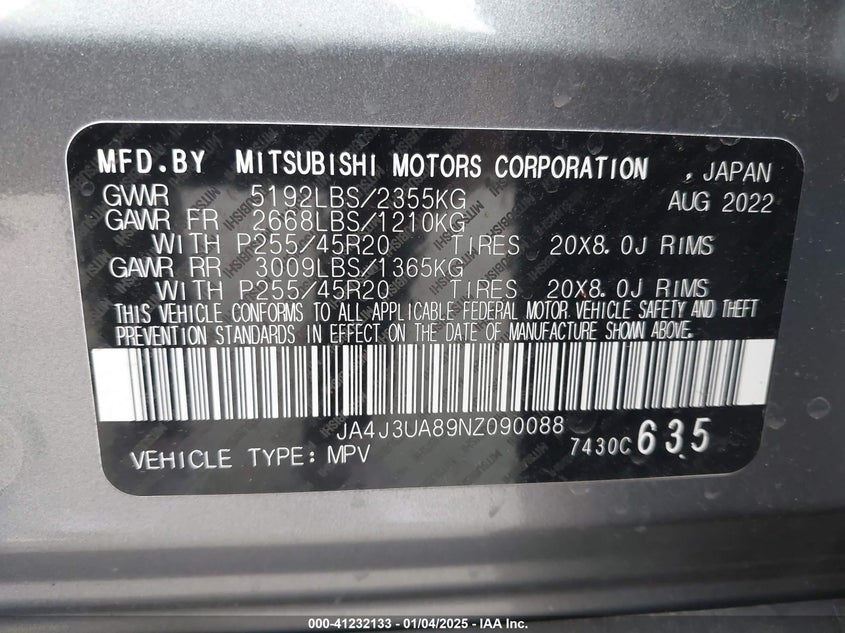 MFD.BY MITSUBISHI MOTORS CORPORATION , JAPAN
GVWR 5192LBS/2355KG AUG 2022
GAWR FR 2668LBS/1210KG
WITH P255/45R20 TIRES 20X8.0J RIMS
GAWR RR 3009LBS/1365KG
WITH P255/45R20 TIRES 20X8.0J RIMS
THIS VEHICLE CONFORMS TO ALL APPLICABLE FEDERAL MOTOR VEHICLE SAFETY AND THEFT
PREVENTION STANDARDS IN EFFECT ON THE DATE OF MANUFACTURE SHOWN ABOVE.
JA4J3UA89NZ090088
VEHICLE TYPE: MPV 7430C 635
000-41232133 - 01/04/2025 - IAA Inc.